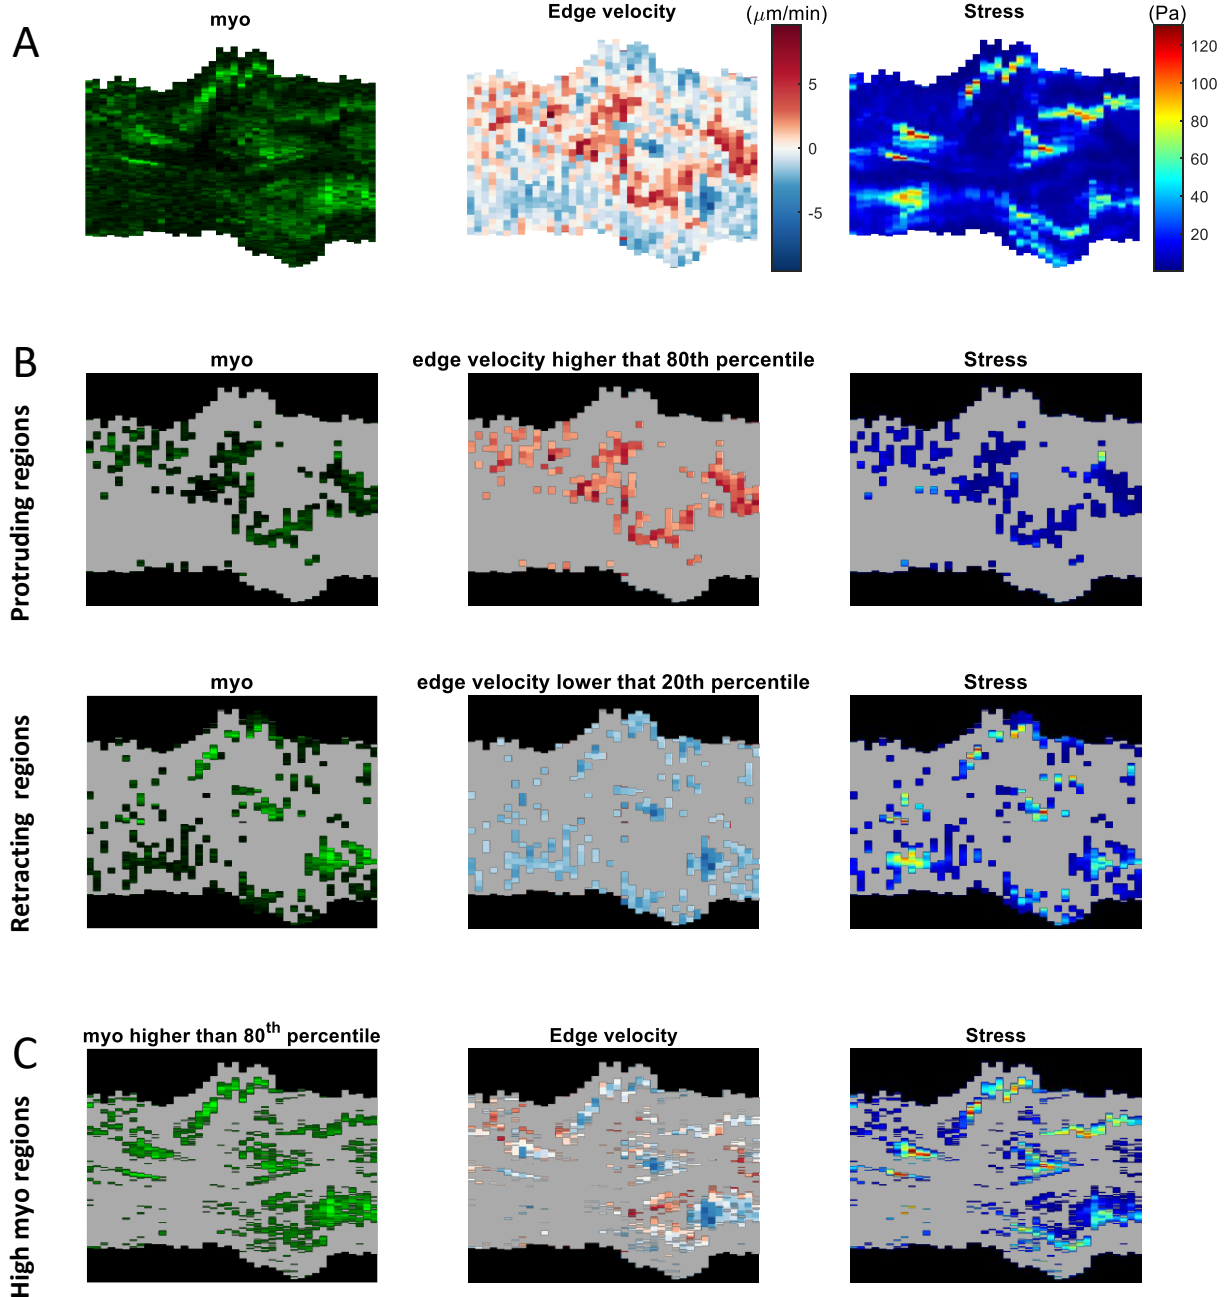 A
myo
Edge velocity
(μm/min)
5
0
-5
Stress
(Pa)
120
100
80
60
40
20
B
Protruding regions
myo
edge velocity higher that 80th percentile
Stress
Retracting regions
myo
edge velocity lower that 20th percentile
Stress
C
High myo regions
myo higher than 80th percentile
Edge velocity
Stress